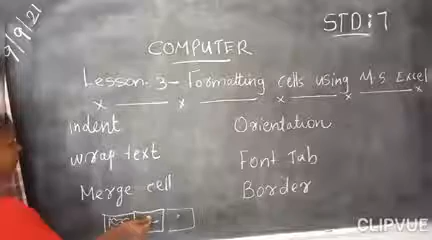 9/9/21
STD:7
COMPUTER
Lesson-3- Formatting cells using M.S Excel
indent Orientation
wrap text Font Tab
Merge cell Border
CLIPVUE